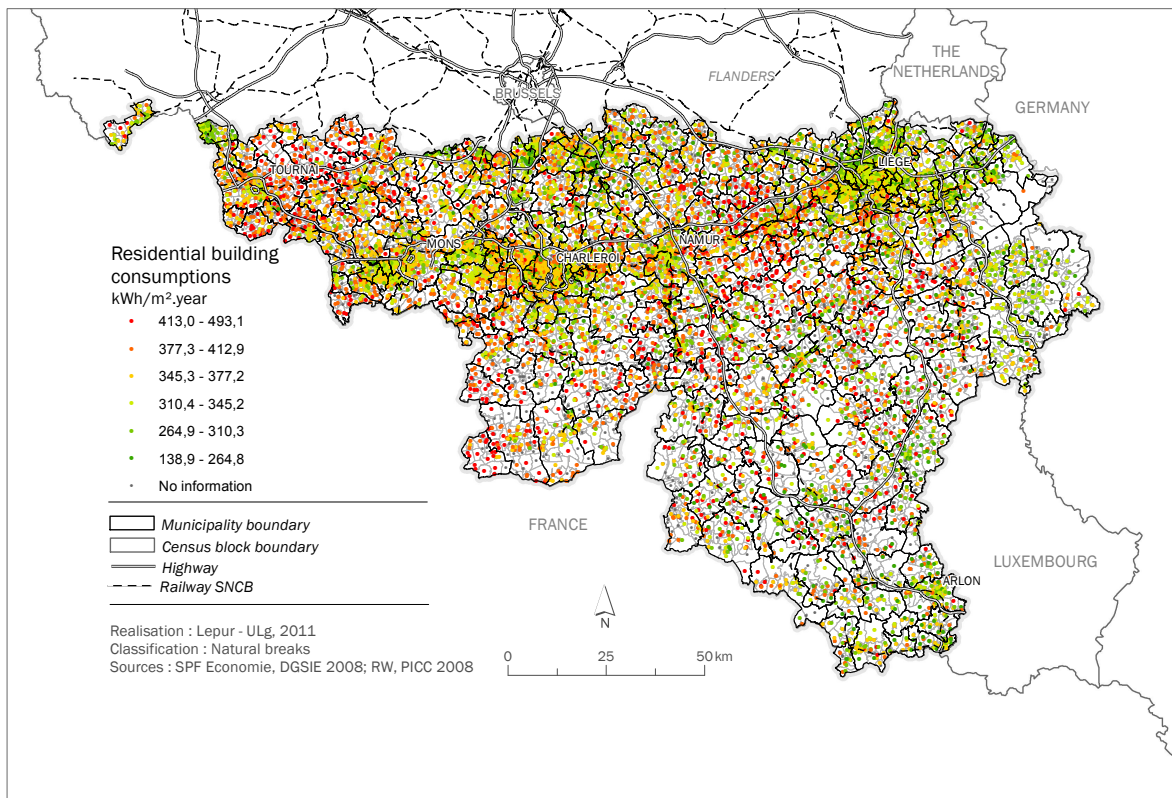 THE
NETHERLANDS
FLANDERS
BRUSSELS
GERMANY
LIÈGE
TOURNAI
MONS
NAMUR
CHARLEROI
Residential building
consumptions
kWh/m².year
413,0 - 493,1
377,3 - 412,9
345,3 - 377,2
310,4 - 345,2
264,9 - 310,3
138,9 - 264,8
No information
Municipality boundary
Census block boundary
Highway
Railway SNCB
FRANCE
LUXEMBOURG
ARLON
N
Realisation : Lepur - ULg, 2011
Classification : Natural breaks
Sources : SPF Economie, DGSIE 2008; RW, PICC 2008
0 25 50 km